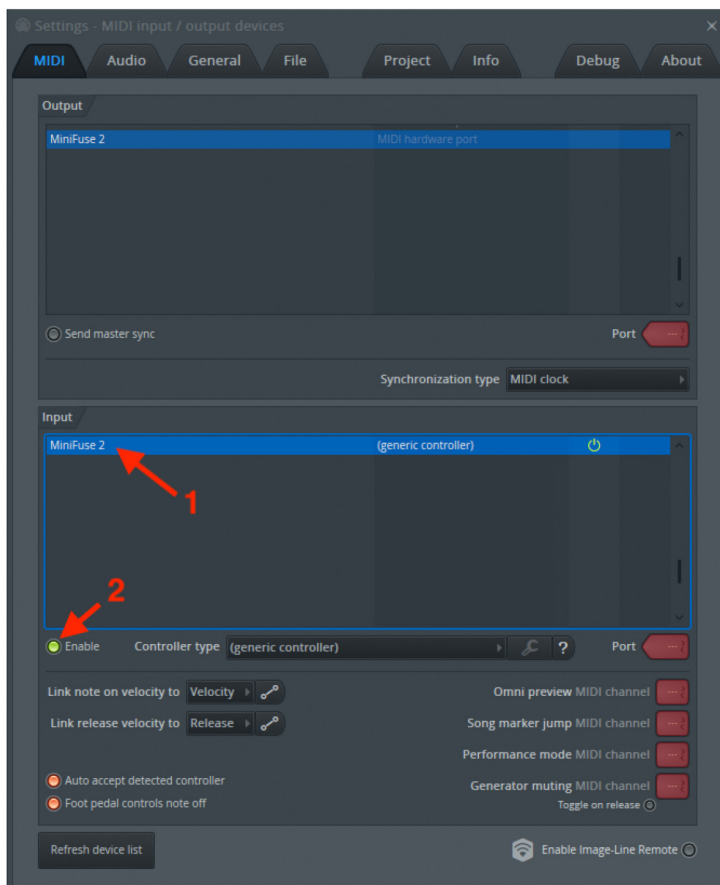 Settings - MIDI input / output devices
MIDI Audio General File Project Info Debug About
Output
MiniFuse 2 MIDI hardware port
Send master sync Port ---
Synchronization type MIDI clock
Input
MiniFuse 2 (generic controller)
1
2
Enable Controller type (generic controller) ? Port ---
Link note on velocity to Velocity Omni preview MIDI channel ---
Link release velocity to Release Song marker jump MIDI channel ---
Performance mode MIDI channel ---
Auto accept detected controller Generator muting MIDI channel ---
Foot pedal controls note off Toggle on release
Refresh device list Enable Image-Line Remote